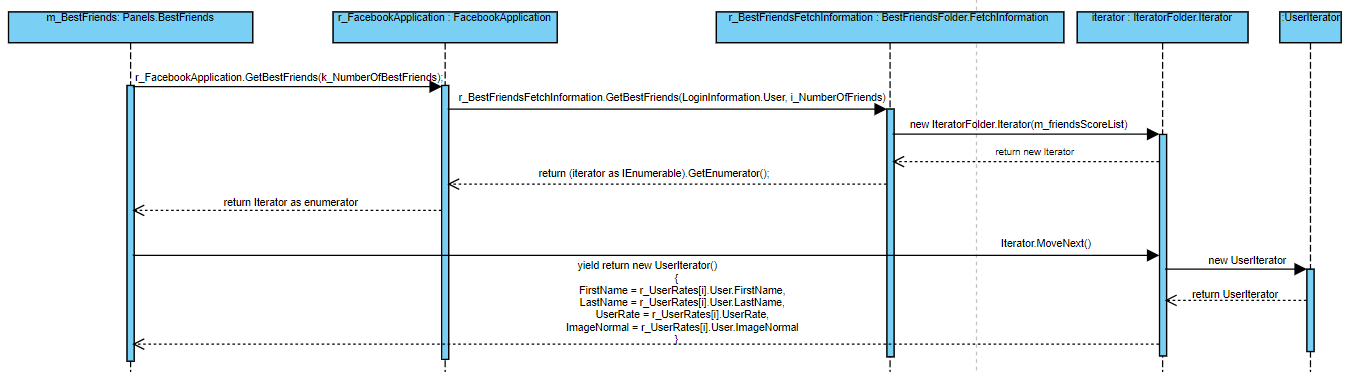 m_BestFriends: Panels.BestFriends
r_FacebookApplication : FacebookApplication
r_BestFriendsFetchInformation : BestFriendsFolder.FetchInformation
iterator : IteratorFolder.Iterator
:UserIterator
r_FacebookApplication.GetBestFriends(k_NumberOfBestFriends);
r_BestFriendsFetchInformation.GetBestFriends(LoginInformation.User, i_NumberOfFriends)
new IteratorFolder.Iterator(m_friendsScoreList)
return new Iterator
return (iterator as IEnumerable).GetEnumerator();
return Iterator as enumerator
Iterator.MoveNext()
new UserIterator
return UserIterator
yield return new UserIterator()
{
FirstName = r_UserRates[i].User.FirstName,
LastName = r_UserRates[i].User.LastName,
UserRate = r_UserRates[i].UserRate,
ImageNormal = r_UserRates[i].User.ImageNormal
}